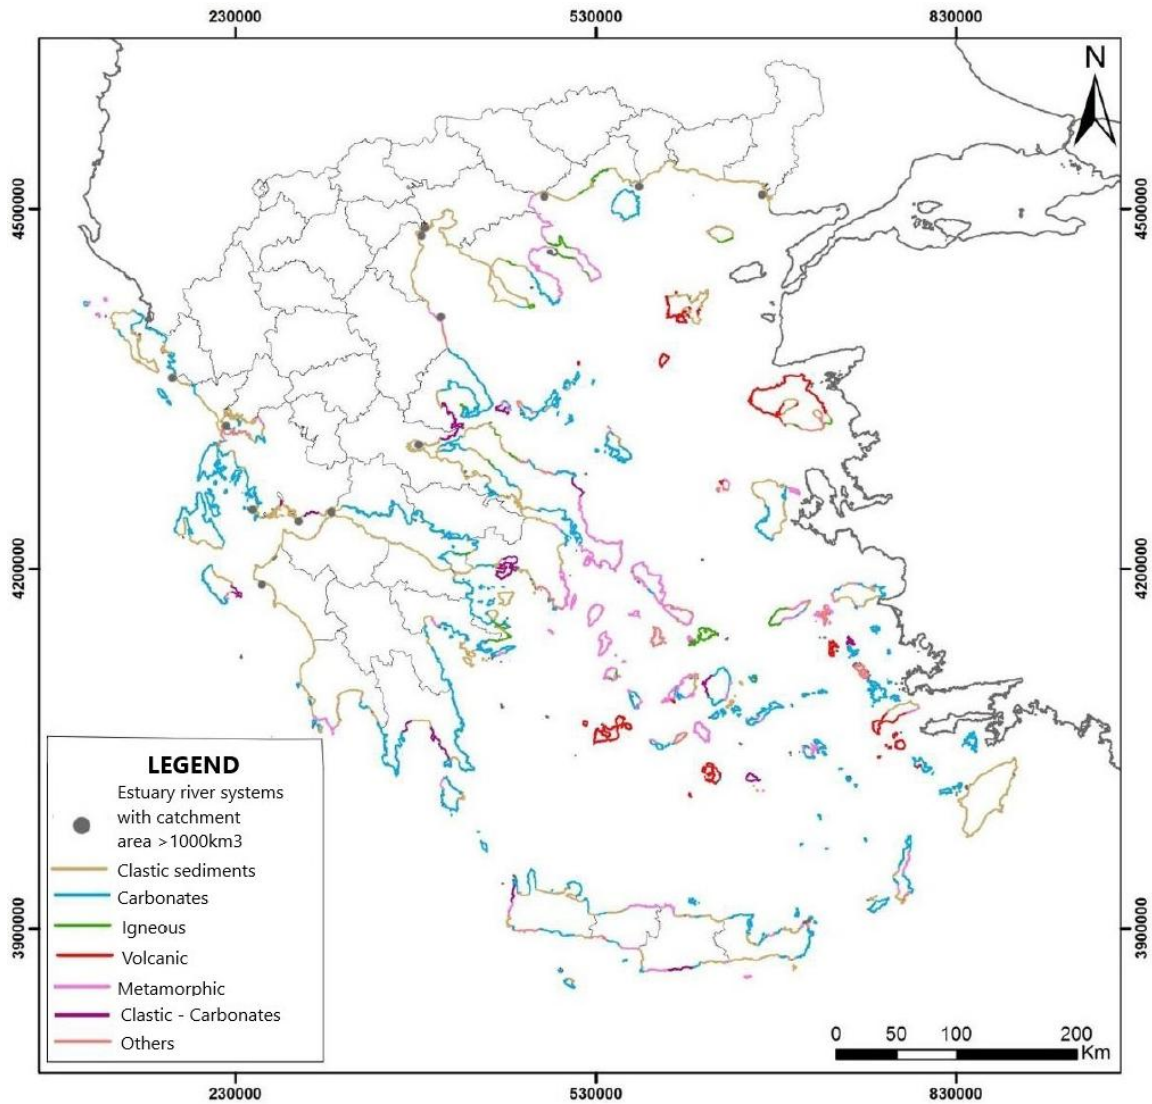 230000 530000 830000
N
4500000 4500000
4200000 4200000
3900000 3900000
LEGEND
Estuary river systems
with catchment
area >1000km3
Clastic sediments
Carbonates
Igneous
Volcanic
Metamorphic
Clastic - Carbonates
Others
0 50 100 200
Km
230000 530000 830000